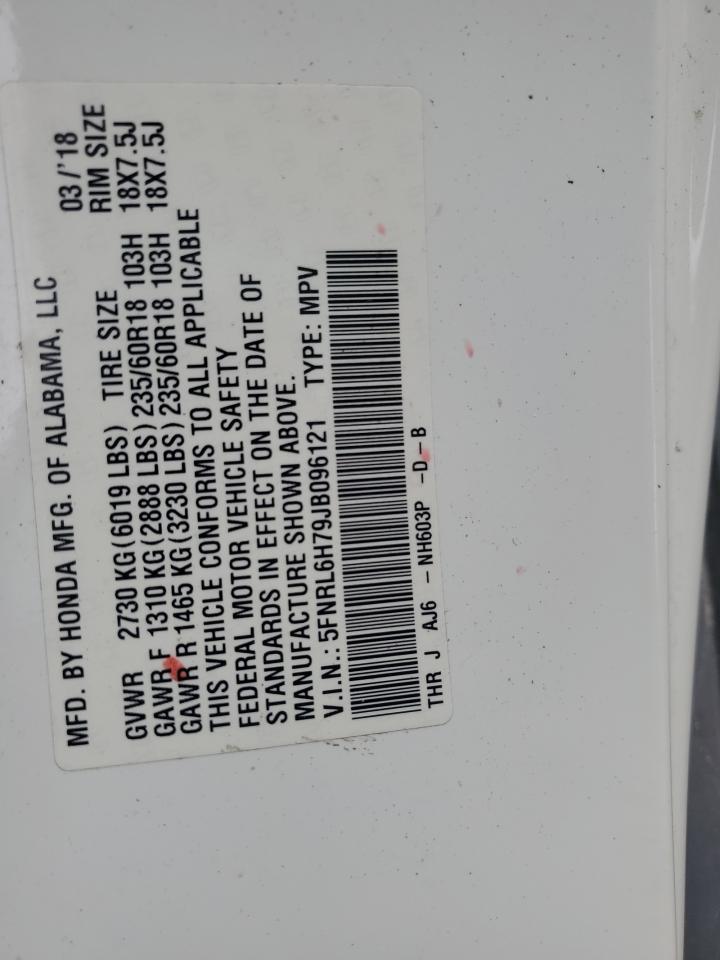 MFD. BY HONDA MFG. OF ALABAMA, LLC 03/'18
GVWR 2730 KG(6019 LBS) TIRE SIZE RIM SIZE
GAWR F 1310 KG(2888 LBS)235/60R18 103H 18X7.5J
GAWR R 1465 KG(3230 LBS)235/60R18 103H 18X7.5J
THIS VEHICLE CONFORMS TO ALL APPLICABLE
FEDERAL MOTOR VEHICLE SAFETY
STANDARDS IN EFFECT ON THE DATE OF
MANUFACTURE SHOWN ABOVE.
V.I.N.: 5FNRL6H79JB096121 TYPE: MPV
THR J AJ6 - NH603P -D-B